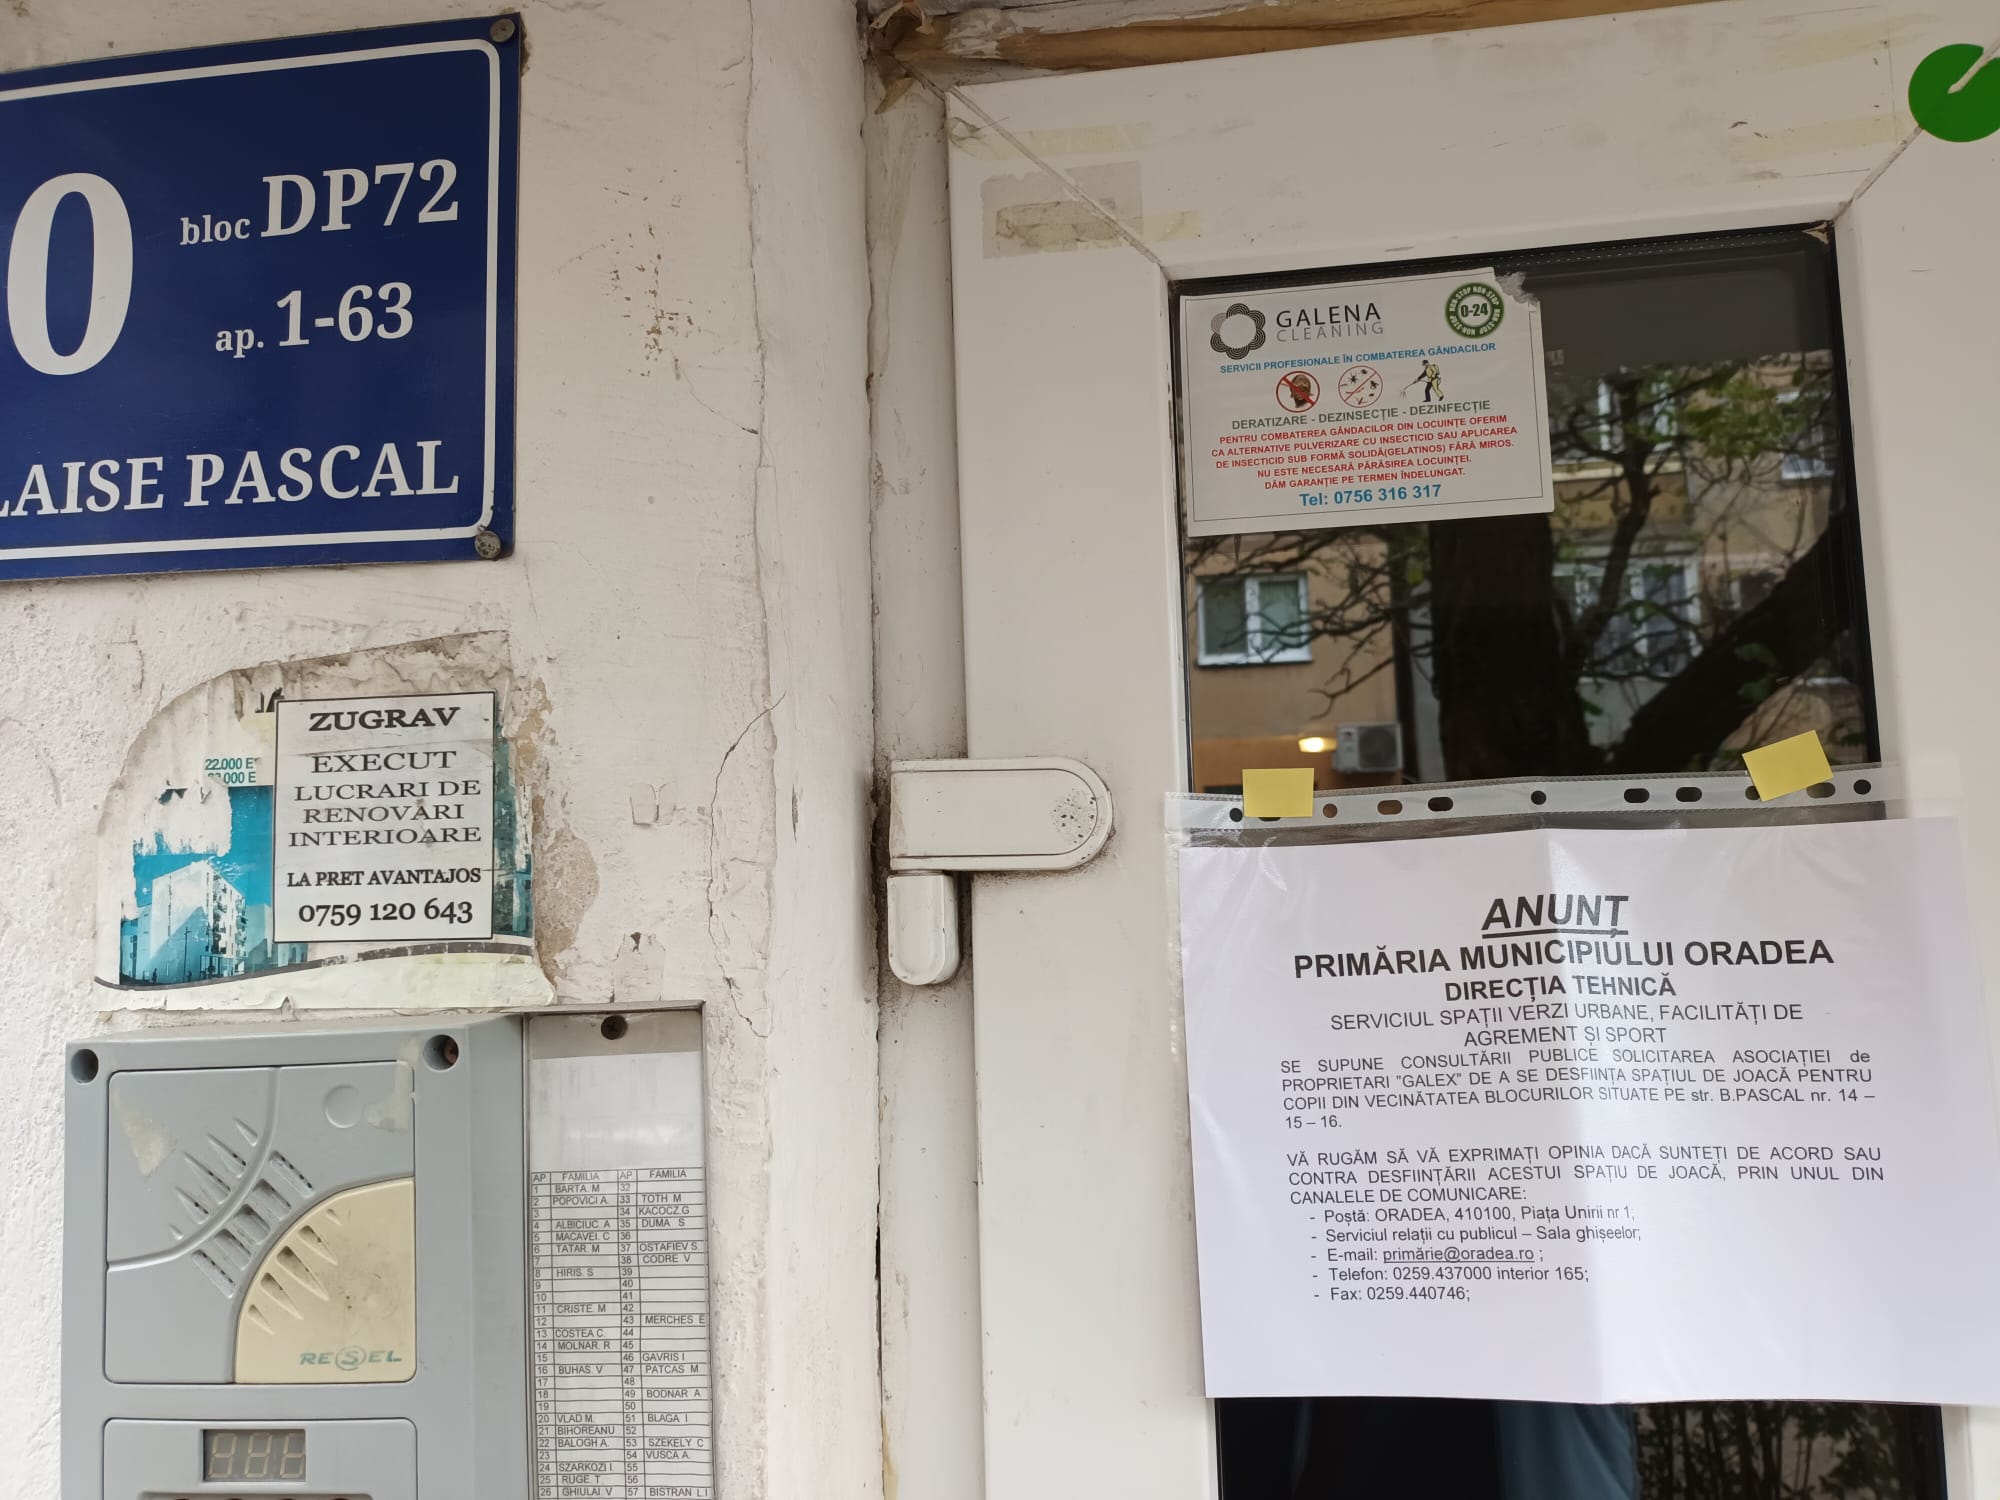 0 bloc DP72
ap. 1-63
LAISE PASCAL
22.000 E
000 E
ZUGRAV
EXECUT
LUCRARI DE
RENOVĂRI
INTERIOARE
LA PRET AVANTAJOS
0759 120 643
RESEL
AP FAMILIA AP FAMILIA
1 BARTA. M 32
2 POPOVICI A. 33 TOTH M
3 34 KACOCZ.G
4 ALBICIUC. A 35 DUMA S
5 MACAVEI. C 36
6 TATAR. M 37 OSTAFIEV S.
7 38 CODRE. V
8 HIRIS. S 39
9 40
10 41
11 CRISTE. M 42
12 43 MERCHES E
13 COSTEA C. 44
14 MOLNAR. R 45
15 46 GAVRIS I
16 BUHAS. V 47 PATCAS M
17 48
18 49 BODNAR A
19 50
20 VLAD M. 51 BLAGA I
21 BIHOREANU 52
22 BALOGH A. 53 SZEKELY C
23 54 VUSCA A.
24 SZARKOZI I. 55
25 RUGE T. 56
26 GHIULAI. V 57 BISTRAN L.I
GALENA
CLEANING
NON-STOP NON-STOP NON-STOP NON-STOP
0-24
SERVICII PROFESIONALE ÎN COMBATEREA GÂNDACILOR
DERATIZARE - DEZINSECȚIE - DEZINFECȚIE
PENTRU COMBATEREA GÂNDACILOR DIN LOCUINȚE OFERIM
CA ALTERNATIVE PULVERIZARE CU INSECTICID SAU APLICAREA
DE INSECTICID SUB FORMĂ SOLIDĂ(GELATINOS) FĂRĂ MIROS.
NU ESTE NECESARĂ PĂRĂSIREA LOCUINȚEI.
DĂM GARANȚIE PE TERMEN ÎNDELUNGAT.
Tel: 0756 316 317
ANUNȚ
PRIMĂRIA MUNICIPIULUI ORADEA
DIRECȚIA TEHNICĂ
SERVICIUL SPAȚII VERZI URBANE, FACILITĂȚI DE
AGREMENT ȘI SPORT
SE SUPUNE CONSULTĂRII PUBLICE SOLICITAREA ASOCIAȚIEI de
PROPRIETARI "GALEX" DE A SE DESFIINȚA SPAȚIUL DE JOACĂ PENTRU
COPII DIN VECINĂTATEA BLOCURILOR SITUATE PE str. B.PASCAL nr. 14 –
15 – 16.
VĂ RUGĂM SĂ VĂ EXPRIMAȚI OPINIA DACĂ SUNTEȚI DE ACORD SAU
CONTRA DESFIINȚĂRII ACESTUI SPAȚIU DE JOACĂ, PRIN UNUL DIN
CANALELE DE COMUNICARE:
- Poștă: ORADEA, 410100, Piața Unirii nr.1;
- Serviciul relații cu publicul – Sala ghișeelor;
- E-mail: primărie@oradea.ro ;
- Telefon: 0259.437000 interior 165;
- Fax: 0259.440746;